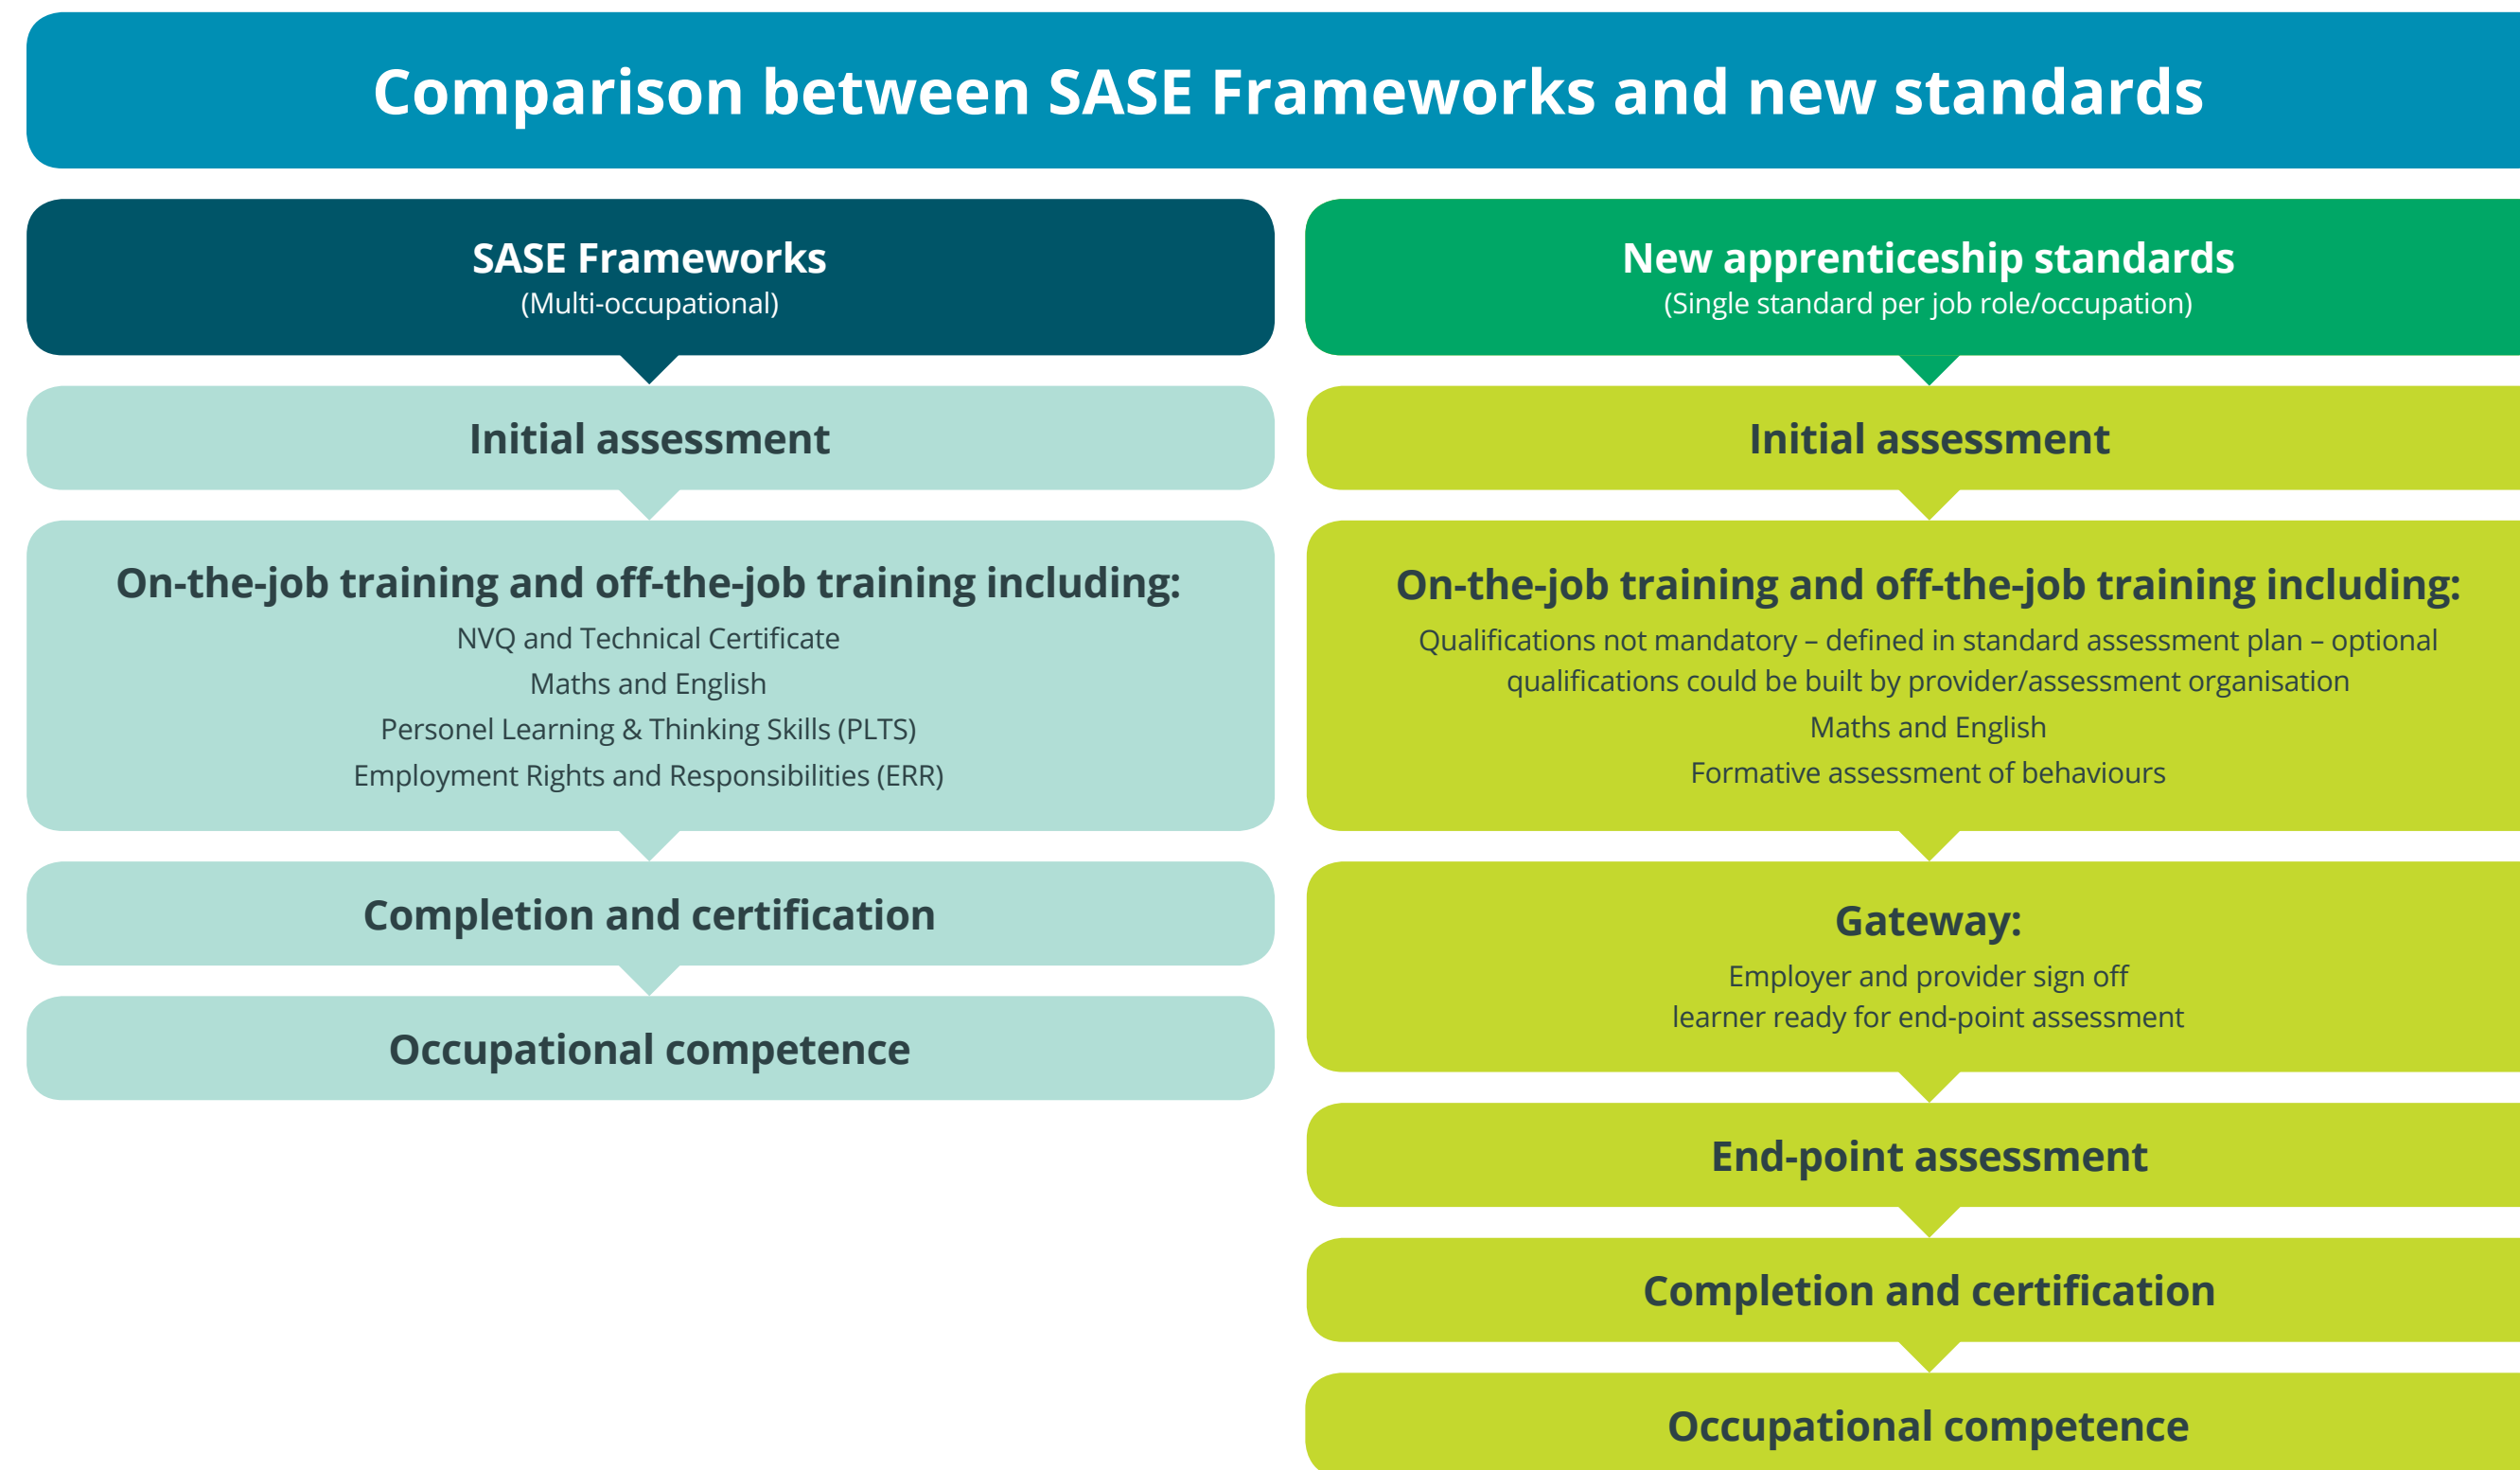 Comparison between SASE Frameworks and new standards
SASE Frameworks
(Multi-occupational)
Initial assessment
On-the-job training and off-the-job training including:
NVQ and Technical Certificate
Maths and English
Personel Learning & Thinking Skills (PLTS)
Employment Rights and Responsibilities (ERR)
Completion and certification
Occupational competence
New apprenticeship standards
(Single standard per job role/occupation)
Initial assessment
On-the-job training and off-the-job training including:
Qualifications not mandatory – defined in standard assessment plan – optional
qualifications could be built by provider/assessment organisation
Maths and English
Formative assessment of behaviours
Gateway:
Employer and provider sign off
learner ready for end-point assessment
End-point assessment
Completion and certification
Occupational competence